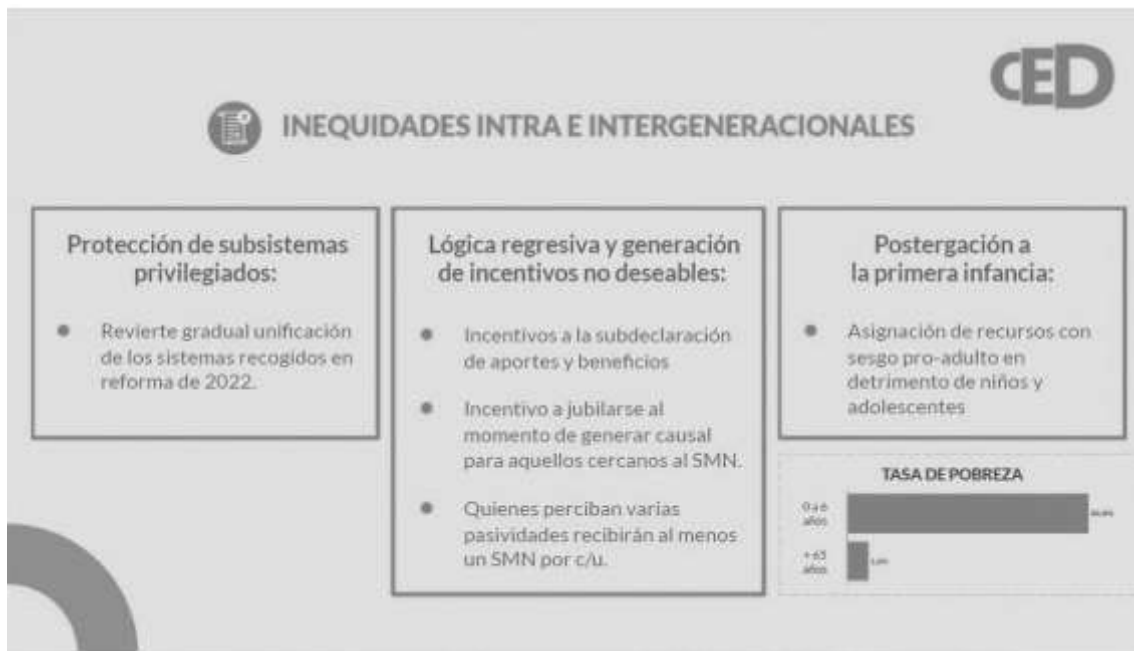 CED
INEQUIDADES INTRA E INTERGENERACIONALES
Protección de subsistemas
privilegiados:
● Revierte gradual unificación
de los sistemas recogidos en
reforma de 2022.
Lógica regresiva y generación
de incentivos no deseables:
● Incentivos a la subdeclaración
de aportes y beneficios
● Incentivo a jubilarse al
momento de generar causal
para aquellos cercanos al SMN.
● Quienes perciban varias
pasividades recibirán al menos
un SMN por c/u.
Postergación a
la primera infancia:
● Asignación de recursos con
sesgo pro-adulto en
detrimento de niños y
adolescentes
TASA DE POBREZA
0 a 6
años
+ 65
años